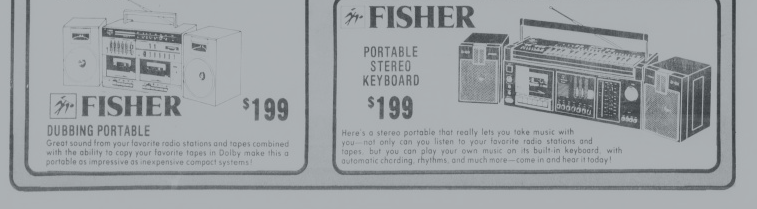 FISHER
$199
DUBBING PORTABLE
Great sound from your favorite radio stations and tapes combined
with the ability to copy your favorite tapes in Dolby make this a
portable as impressive as inexpensive compact systems!
FISHER
PORTABLE
STEREO
KEYBOARD
$199
Here's a stereo portable that really lets you take music with
you—not only can you listen to your favorite radio stations and
tapes, but you can play your own music on its built-in keyboard with
automatic chording, rhythms, and much more—come in and hear it today!